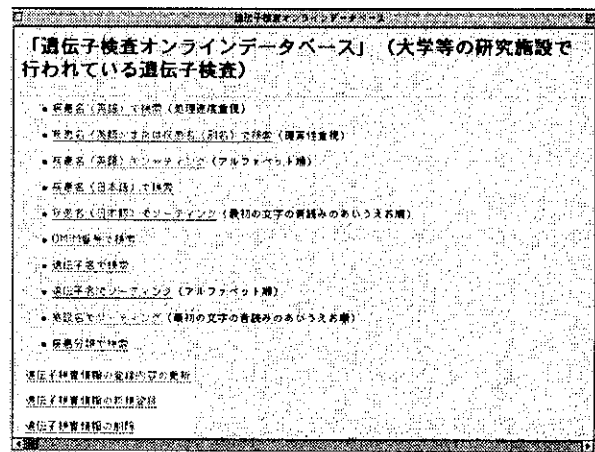 遺伝子検査オンラインデータベース
「遺伝子検査オンラインデータベース」（大学等の研究施設で
行われている遺伝子検査）
疾患名（英語）で検索（処理速度重視）
疾患名（英語）または疾患名（別名）で検索（確実性重視）
疾患名（英語）でソーティング（アルファベット順）
疾患名（日本語）で検索
疾患名（日本語）でソーティング（最初の文字の音読みのあいうえお順）
OMIM番号で検索
遺伝子名で検索
遺伝子名でソーティング（アルファベット順）
施設名でソーティング（最初の文字の音読みのあいうえお順）
疾患分類で検索
遺伝子検査情報の登録内容の更新
遺伝子検査情報の新規登録
遺伝子検査情報の削除